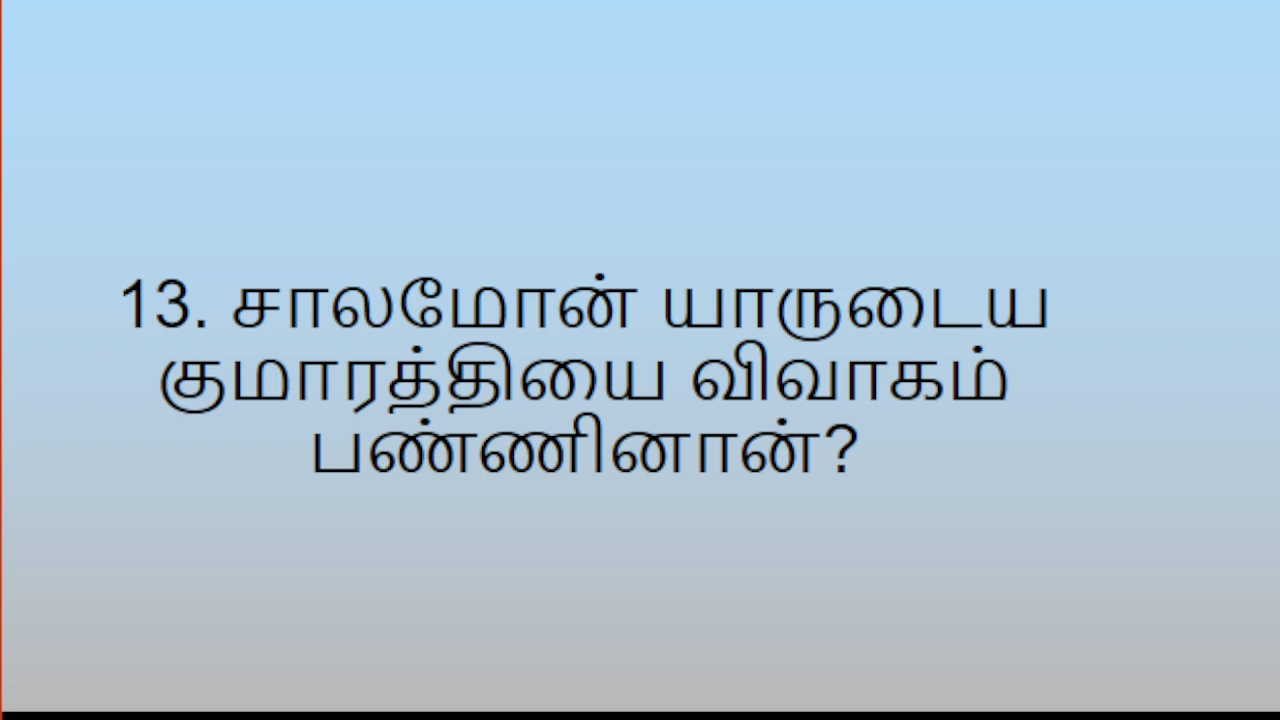 13. சாலமோன் யாருடைய
குமாரத்தியை விவாகம்
பண்ணினான்?